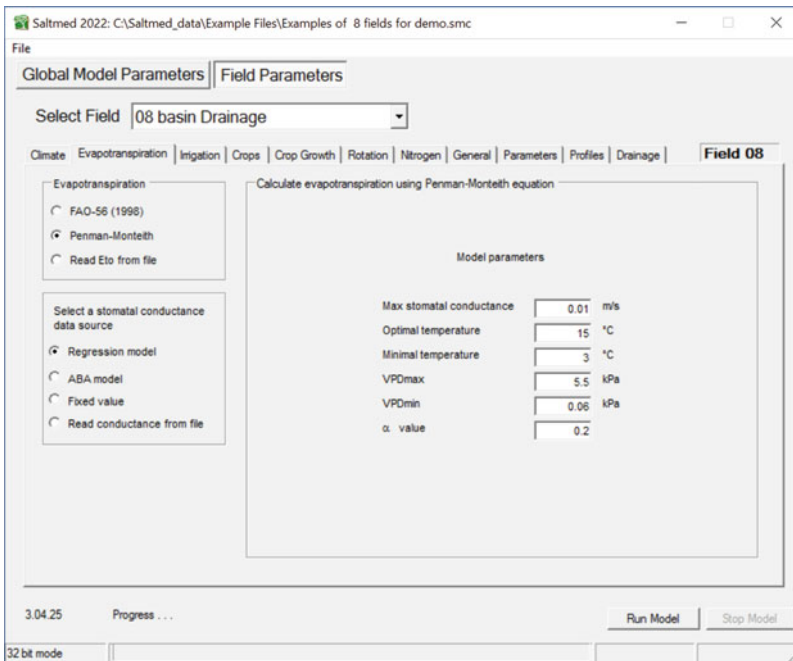 Saltmed 2022: C:\Saltmed_data\Example Files\Examples of 8 fields for demo.smc
File
Global Model Parameters Field Parameters
Select Field 08 basin Drainage
Climate Evapotranspiration Irrigation Crops Crop Growth Rotation Nitrogen General Parameters Profiles Drainage Field 08
Evapotranspiration
FAO-56 (1998)
Penman-Monteith
Read Eto from file
Select a stomatal conductance
data source
Regression model
ABA model
Fixed value
Read conductance from file
Calculate evapotranspiration using Penman-Monteith equation
Model parameters
Max stomatal conductance 0.01 m/s
Optimal temperature 15 °C
Minimal temperature 3 °C
VPDmax 5.5 kPa
VPDmin 0.06 kPa
α value 0.2
3.04.25 Progress . . . Run Model Stop Model
32 bit mode